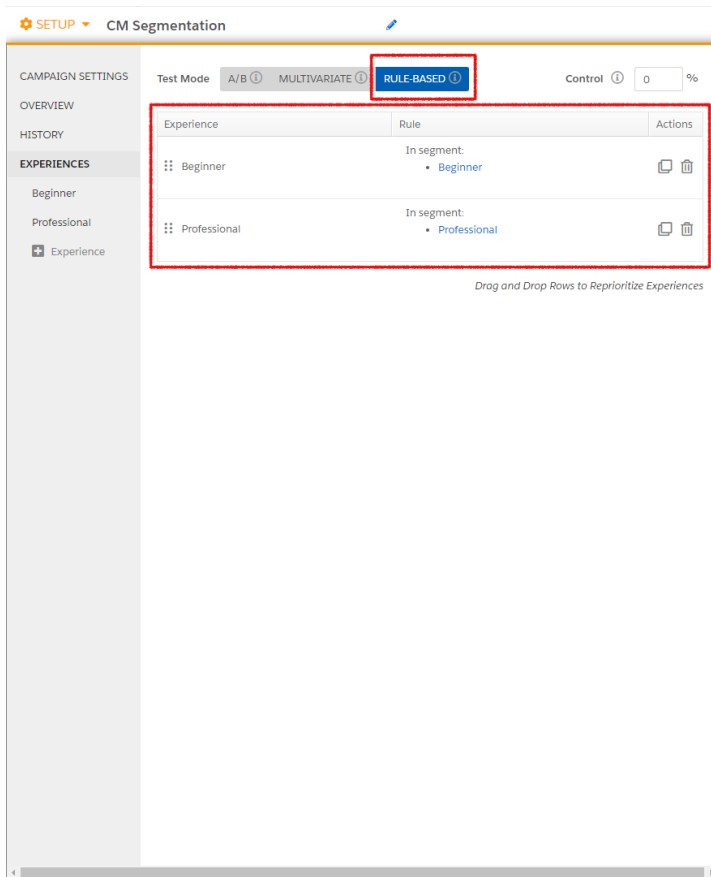 SETUP CM Segmentation
CAMPAIGN SETTINGS
OVERVIEW
HISTORY
EXPERIENCES
Beginner
Professional
Experience
Test Mode A/B MULTIVARIATE RULE-BASED Control 0 %
Experience Rule Actions
Beginner
In segment:
• Beginner
Professional
In segment:
• Professional
Drag and Drop Rows to Reprioritize Experiences